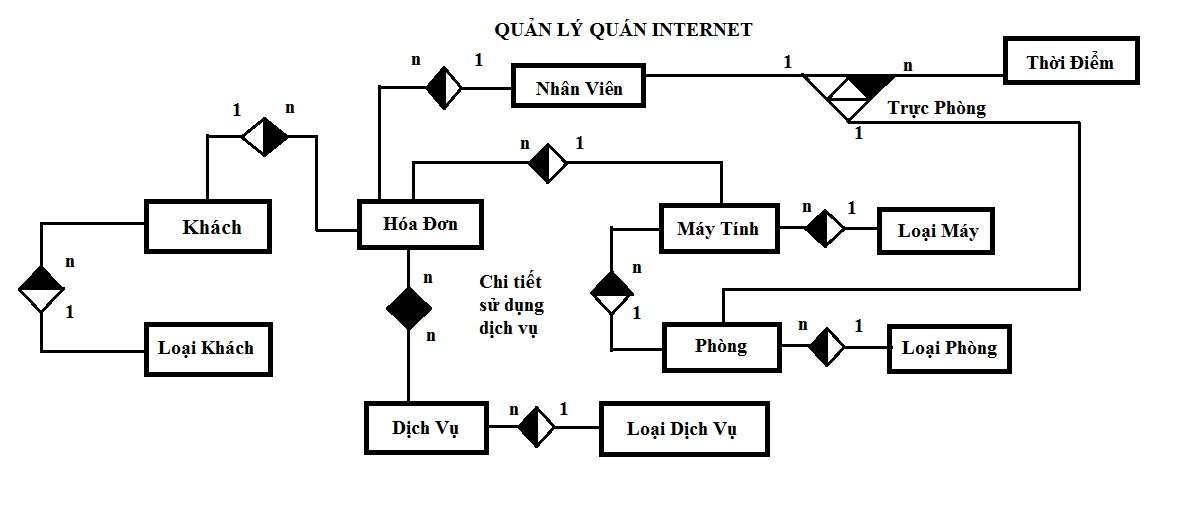 QUẢN LÝ QUÁN INTERNET
n
1
Nhân Viên
1
n
Thời Điểm
Trực Phòng
1
1
n
n
1
Khách
Hóa Đơn
Máy Tính
n
1
Loại Máy
n
1
n
1
n
n
Chi tiết
sử dụng
dịch vụ
Loại Khách
Phòng
n
1
Loại Phòng
Dịch Vụ
n
1
Loại Dịch Vụ